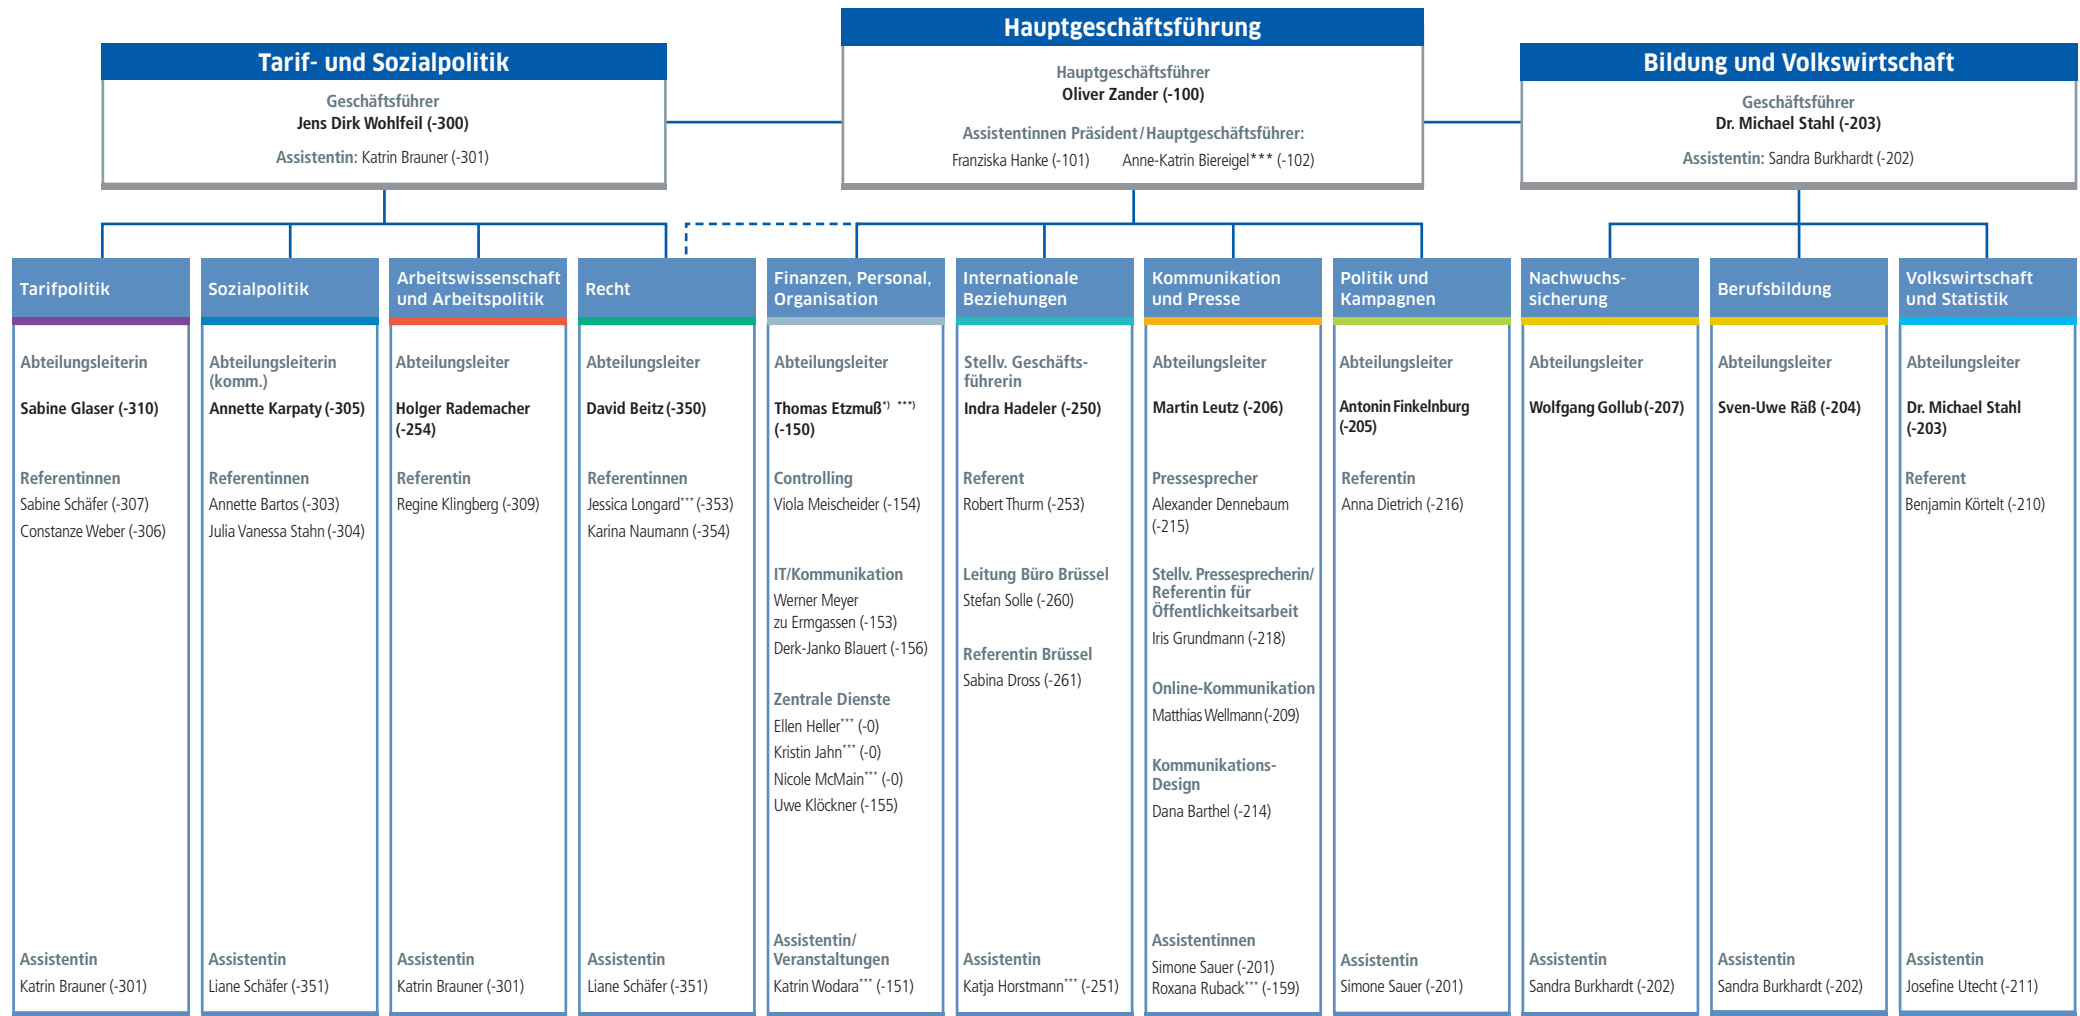 Hauptgeschäftsführung
Hauptgeschäftsführer
Oliver Zander (-100)
Assistentinnen Präsident/Hauptgeschäftsführer:
Franziska Hanke (-101) Anne-Katrin Biereigel*** (-102)
Tarif- und Sozialpolitik
Geschäftsführer
Jens Dirk Wohlfeil (-300)
Assistentin: Katrin Brauner (-301)
Bildung und Volkswirtschaft
Geschäftsführer
Dr. Michael Stahl (-203)
Assistentin: Sandra Burkhardt (-202)
Tarifpolitik
Abteilungsleiterin
Sabine Glaser (-310)
Referentinnen
Sabine Schäfer (-307)
Constanze Weber (-306)
Assistentin
Katrin Brauner (-301)
Sozialpolitik
Abteilungsleiterin
(komm.)
Annette Karpaty (-305)
Referentinnen
Annette Bartos (-303)
Julia Vanessa Stahn (-304)
Assistentin
Liane Schäfer (-351)
Arbeitswissenschaft
und Arbeitspolitik
Abteilungsleiter
Holger Rademacher
(-254)
Referentin
Regine Klingberg (-309)
Assistentin
Katrin Brauner (-301)
Recht
Abteilungsleiter
David Beitz (-350)
Referentinnen
Jessica Longard*** (-353)
Karina Naumann (-354)
Assistentin
Liane Schäfer (-351)
Finanzen, Personal,
Organisation
Abteilungsleiter
Thomas Etzmuß*) ***)
(-150)
Controlling
Viola Meischeider (-154)
IT/Kommunikation
Werner Meyer
zu Ermgassen (-153)
Derk-Janko Blauert (-156)
Zentrale Dienste
Ellen Heller*** (-0)
Kristin Jahn*** (-0)
Nicole McMain*** (-0)
Uwe Klöckner (-155)
Assistentin/
Veranstaltungen
Katrin Wodara*** (-151)
Internationale
Beziehungen
Stellv. Geschäfts-
führerin
Indra Hadeler (-250)
Referent
Robert Thurm (-253)
Leitung Büro Brüssel
Stefan Solle (-260)
Referentin Brüssel
Sabina Dross (-261)
Assistentin
Katja Horstmann*** (-251)
Kommunikation
und Presse
Abteilungsleiter
Martin Leutz (-206)
Pressesprecher
Alexander Dennebaum
(-215)
Stellv. Pressesprecherin/
Referentin für
Öffentlichkeitsarbeit
Iris Grundmann (-218)
Online-Kommunikation
Matthias Wellmann (-209)
Kommunikations-
Design
Dana Barthel (-214)
Assistentinnen
Simone Sauer (-201)
Roxana Ruback*** (-159)
Politik und
Kampagnen
Abteilungsleiter
Antonin Finkelnburg
(-205)
Referentin
Anna Dietrich (-216)
Assistentin
Simone Sauer (-201)
Nachwuchs-
sicherung
Abteilungsleiter
Wolfgang Gollub (-207)
Assistentin
Sandra Burkhardt (-202)
Berufsbildung
Abteilungsleiter
Sven-Uwe Räß (-204)
Assistentin
Sandra Burkhardt (-202)
Volkswirtschaft
und Statistik
Abteilungsleiter
Dr. Michael Stahl
(-203)
Referent
Benjamin Körtelt (-210)
Assistentin
Josefine Utecht (-211)